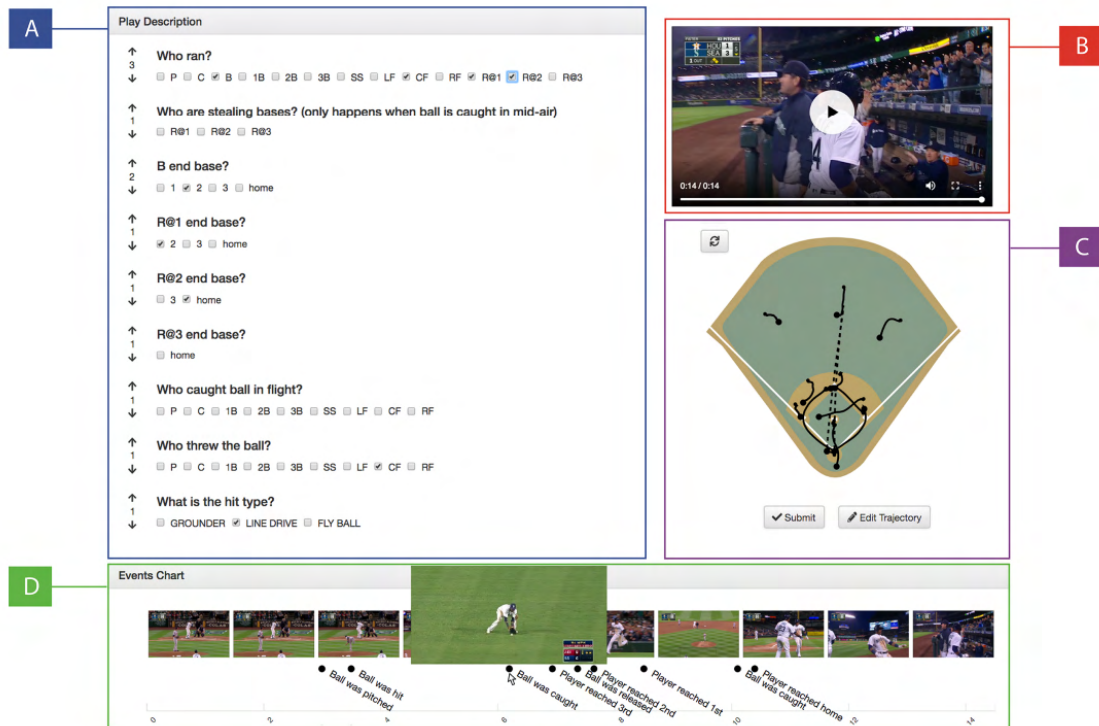 A
Play Description
3
Who ran?
P C B 1B 2B 3B SS LF CF RF R@1 R@2 R@3
1
Who are stealing bases? (only happens when ball is caught in mid-air)
R@1 R@2 R@3
2
B end base?
1 2 3 home
1
R@1 end base?
2 3 home
1
R@2 end base?
3 home
1
R@3 end base?
home
1
Who caught ball in flight?
P C 1B 2B 3B SS LF CF RF
1
Who threw the ball?
P C 1B 2B 3B SS LF CF RF
1
What is the hit type?
GROUNDER LINE DRIVE FLY BALL
B
HOU 1
SEA 3
1 OUT
4
0:14 / 0:14
C
Submit
Edit Trajectory
D
Events Chart
Ball was pitched
Ball was hit
Ball was caught
Player reached 3rd
Ball was released
Player reached 2nd
Player reached 1st
Ball was caught
Player reached home
0
2
4
6
8
10
12
14